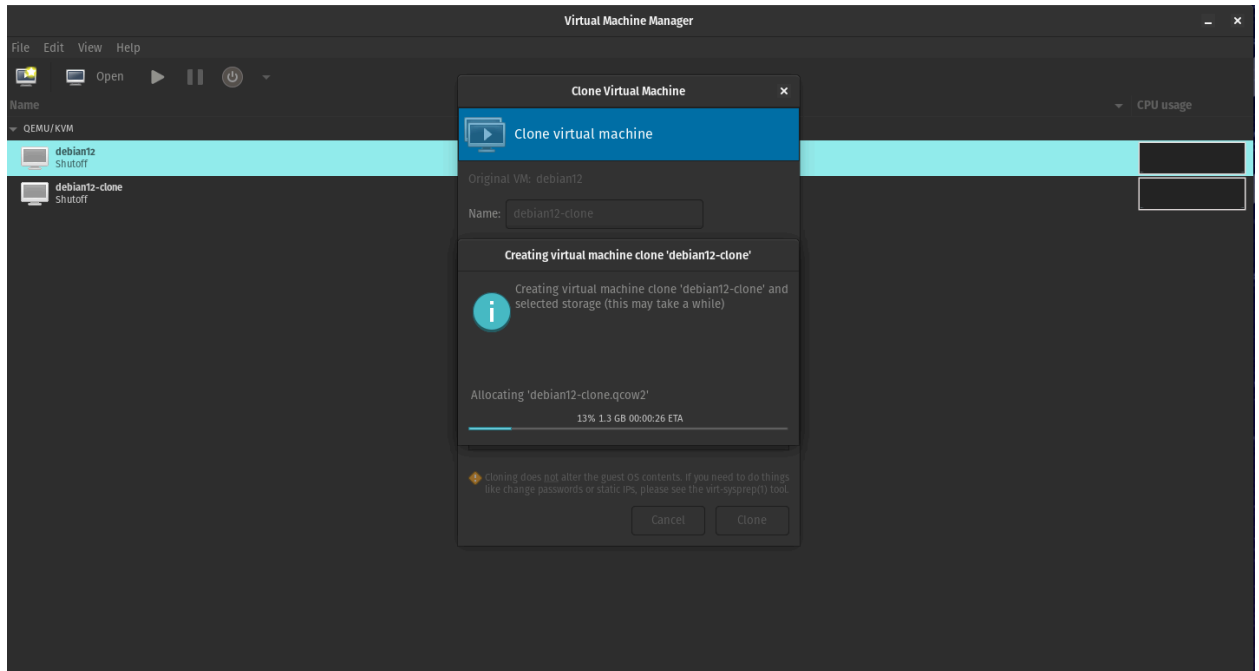 Virtual Machine Manager
File Edit View Help
Open
Name
CPU usage
QEMU/KVM
debian12
Shutoff
debian12-clone
Shutoff
Clone Virtual Machine
Clone virtual machine
Original VM: debian12
Name: debian12-clone
Creating virtual machine clone 'debian12-clone'
Creating virtual machine clone 'debian12-clone' and
selected storage (this may take a while)
Allocating 'debian12-clone.qcow2'
13% 1.3 GB 00:00:26 ETA
Cloning does not alter the guest OS contents. If you need to do things
like change passwords or static IPs, please see the virt-sysprep(1) tool.
Cancel Clone